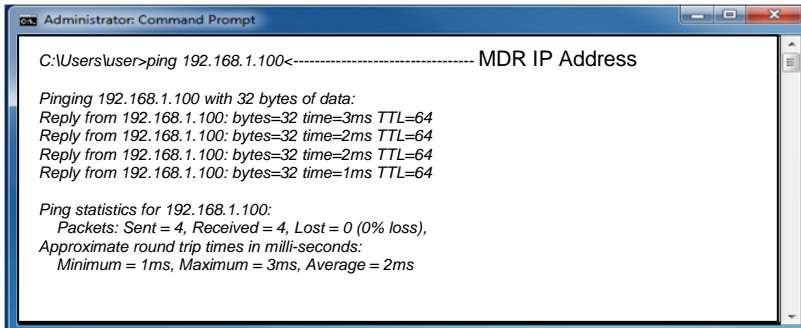 Administrator: Command Prompt
C:\Users\user>ping 192.168.1.100<---------------------------------- MDR IP Address
Pinging 192.168.1.100 with 32 bytes of data:
Reply from 192.168.1.100: bytes=32 time=3ms TTL=64
Reply from 192.168.1.100: bytes=32 time=2ms TTL=64
Reply from 192.168.1.100: bytes=32 time=2ms TTL=64
Reply from 192.168.1.100: bytes=32 time=1ms TTL=64
Ping statistics for 192.168.1.100:
Packets: Sent = 4, Received = 4, Lost = 0 (0% loss),
Approximate round trip times in milli-seconds:
Minimum = 1ms, Maximum = 3ms, Average = 2ms